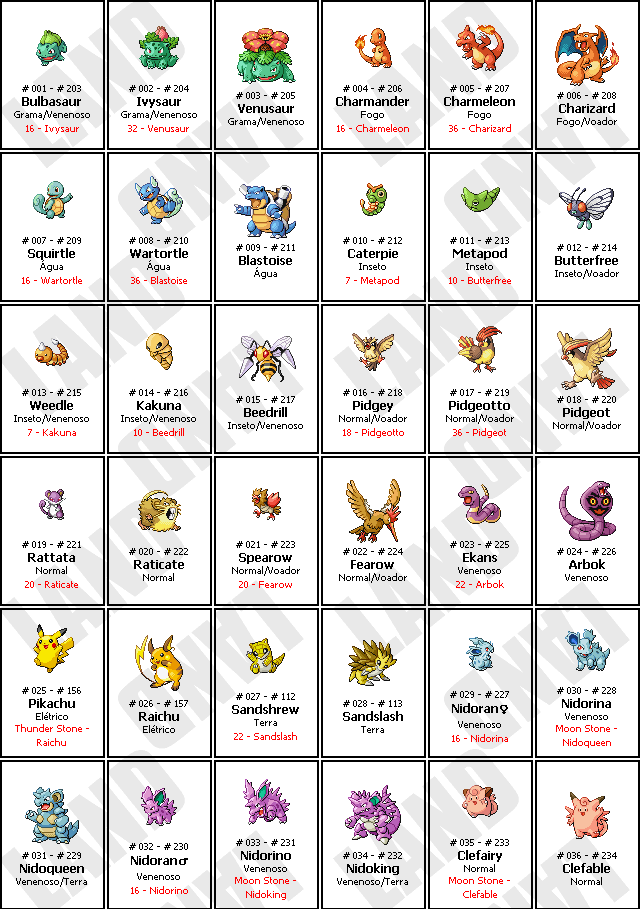 # 001 - # 203
Bulbasaur
Grama/Venenoso
16 - Ivysaur
# 002 - # 204
Ivysaur
Grama/Venenoso
32 - Venusaur
# 003 - # 205
Venusaur
Grama/Venenoso
# 004 - # 206
Charmander
Fogo
16 - Charmeleon
# 005 - # 207
Charmeleon
Fogo
36 - Charizard
# 006 - # 208
Charizard
Fogo/Voador
# 007 - # 209
Squirtle
Água
16 - Wartortle
# 008 - # 210
Wartortle
Água
36 - Blastoise
# 009 - # 211
Blastoise
Água
# 010 - # 212
Caterpie
Inseto
7 - Metapod
# 011 - # 213
Metapod
Inseto
10 - Butterfree
# 012 - # 214
Butterfree
Inseto/Voador
# 013 - # 215
Weedle
Inseto/Venenoso
7 - Kakuna
# 014 - # 216
Kakuna
Inseto/Venenoso
10 - Beedrill
# 015 - # 217
Beedrill
Inseto/Venenoso
# 016 - # 218
Pidgey
Normal/Voador
18 - Pidgeotto
# 017 - # 219
Pidgeotto
Normal/Voador
36 - Pidgeot
# 018 - # 220
Pidgeot
Normal/Voador
# 019 - # 221
Rattata
Normal
20 - Raticate
# 020 - # 222
Raticate
Normal
# 021 - # 223
Spearow
Normal/Voador
20 - Fearow
# 022 - # 224
Fearow
Normal/Voador
# 023 - # 225
Ekans
Venenoso
22 - Arbok
# 024 - # 226
Arbok
Venenoso
# 025 - # 156
Pikachu
Elétrico
Thunder Stone -
Raichu
# 026 - # 157
Raichu
Elétrico
# 027 - # 112
Sandshrew
Terra
22 - Sandslash
# 028 - # 113
Sandslash
Terra
# 029 - # 227
Nidoran♀
Venenoso
16 - Nidorina
# 030 - # 228
Nidorina
Venenoso
Moon Stone -
Nidoqueen
# 031 - # 229
Nidoqueen
Venenoso/Terra
# 032 - # 230
Nidoran♂
Venenoso
16 - Nidorino
# 033 - # 231
Nidorino
Venenoso
Moon Stone -
Nidoking
# 034 - # 232
Nidoking
Venenoso/Terra
# 035 - # 233
Clefairy
Normal
Moon Stone -
Clefable
# 036 - # 234
Clefable
Normal